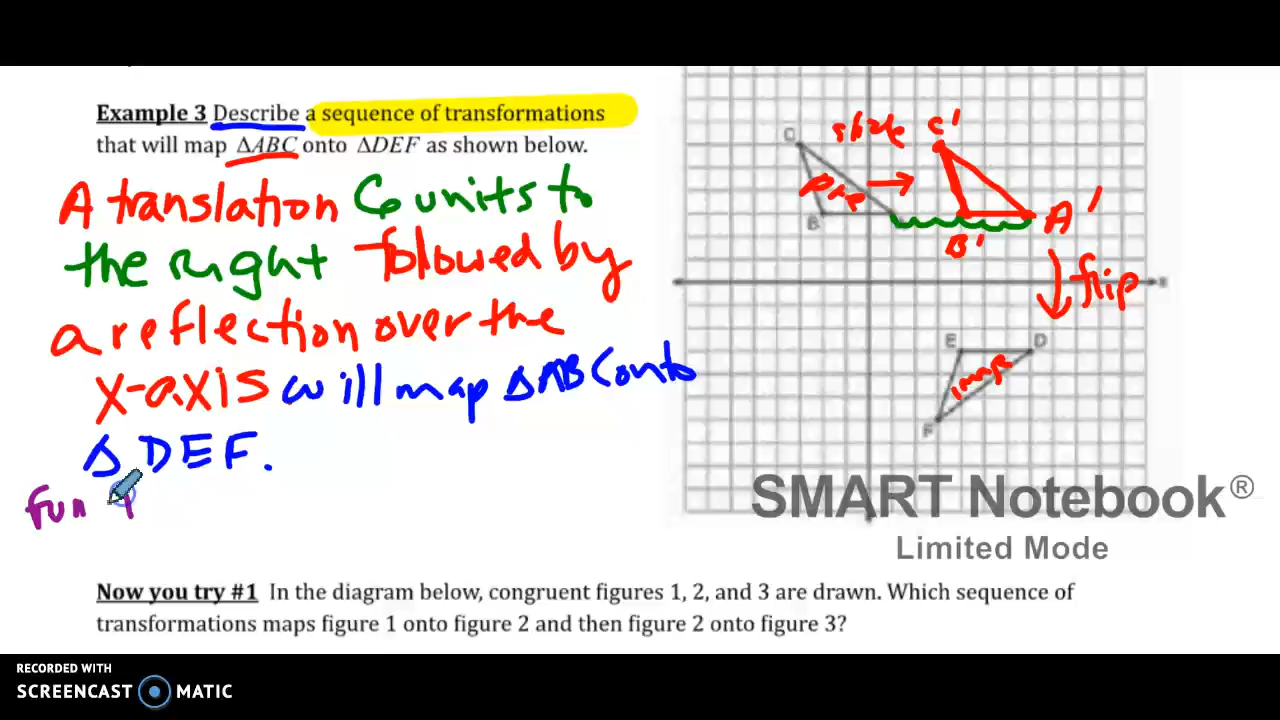 Example 3 Describe a sequence of transformations
that will map ΔABC onto ΔDEF as shown below.
A translation 6 units to
the right followed by
a reflection over the
x-axis will map Δ ABC onto
Δ DEF.
Fun
C
slide
C'
pre
B
B'
A'
flip
x
E
D
image
F
SMART Notebook®
Limited Mode
Now you try #1 In the diagram below, congruent figures 1, 2, and 3 are drawn. Which sequence of
transformations maps figure 1 onto figure 2 and then figure 2 onto figure 3?
RECORDED WITH
SCREENCAST MATIC